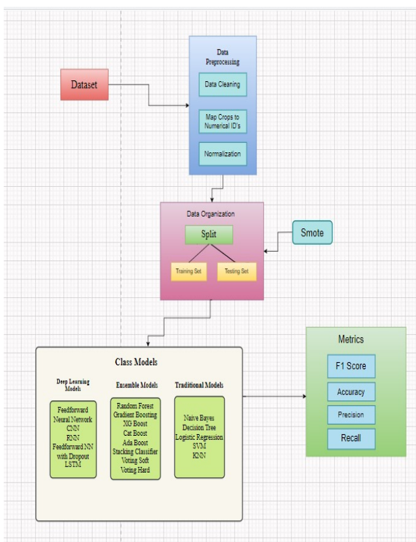 Dataset
Data
Preprocessing
Data Cleaning
Map Crops to
Numerical ID's
Normalization
Data Organization
Split
Training Set
Testing Set
Smote
Class Models
Deep Learning
Models
Feedforward
Neural Network
CNN
RNN
Feedforward NN
with Dropout
LSTM
Ensemble Models
Random Forest
Gradient Boosting
XG Boost
Cat Boost
Ada Boost
Stacking Classifier
Voting Soft
Voting Hard
Traditional Models
Naive Bayes
Decision Tree
Logistic Regression
SVM
KNN
Metrics
F1 Score
Accuracy
Precision
Recall